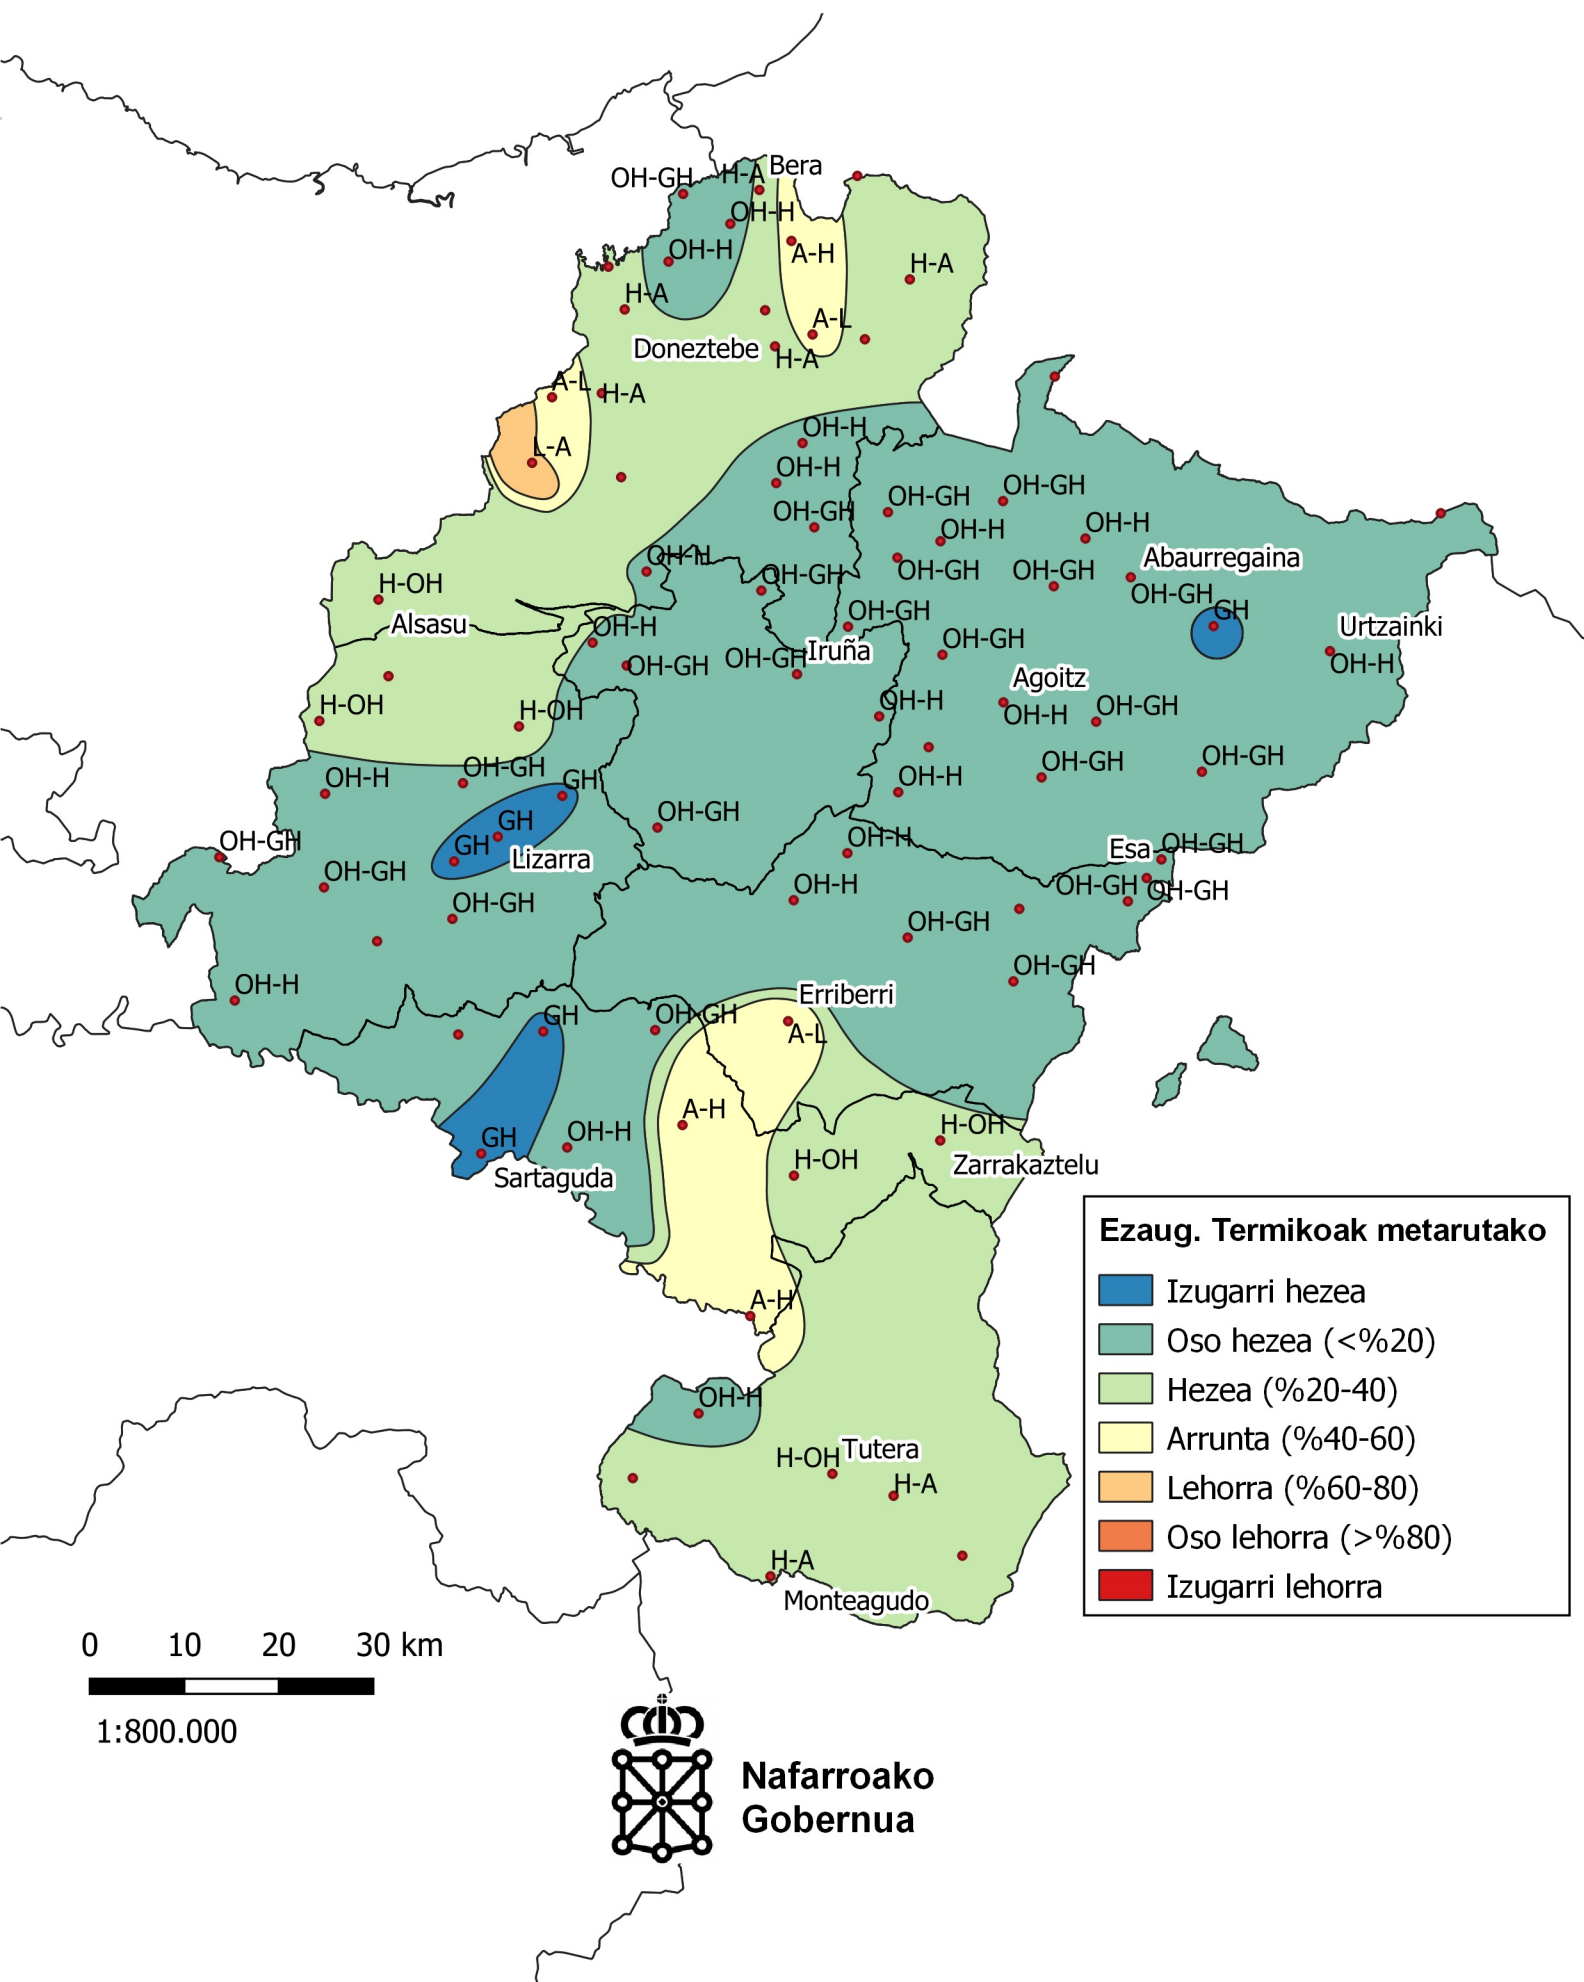 Bera
OH-GH
H-A
OH-H
OH-H
A-H
H-A
H-A
A-L
Doneztebe
H-A
A-L
H-A
L-A
OH-H
OH-H
OH-GH
OH-GH
OH-GH
OH-H
OH-H
OH-H
Abaurregaina
OH-GH
OH-GH
OH-GH
OH-GH
H-OH
OH-GH
GH
Alsasu
OH-H
Urtzainki
OH-GH
Iruña
OH-GH
OH-GH
OH-GH
OH-H
Agoitz
H-OH
H-OH
OH-H
OH-H
OH-GH
OH-GH
OH-GH
OH-H
OH-GH
GH
OH-H
OH-GH
GH
GH
Lizarra
OH-GH
OH-H
Esa
OH-GH
OH-GH
OH-H
OH-GH
OH-GH
OH-GH
OH-GH
OH-GH
OH-H
Erriberri
GH
OH-GH
A-L
A-H
GH
OH-H
H-OH
H-OH
Zarrakaztelu
Sartaguda
A-H
OH-H
H-OH
Tutera
H-A
H-A
Monteagudo
Ezaug. Termikoak metarutako
Izugarri hezea
Oso hezea (<%20)
Hezea (%20-40)
Arrunta (%40-60)
Lehorra (%60-80)
Oso lehorra (>%80)
Izugarri lehorra
0 10 20 30 km
1:800.000
Nafarroako
Gobernua